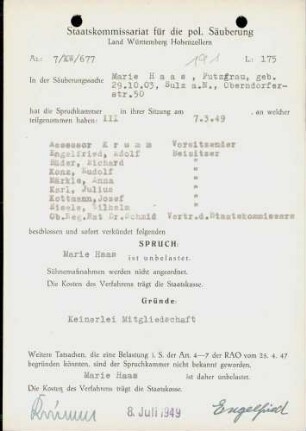 Staatskommissariat für die pol. Säuberung
Land Württemberg Hohenzollern
Az.: 7/XB/677
191
L: 175
In der Säuberungssache
Marie Haas, Putzfrau, geb.
29.10.03, Sulz a.N., Oberndorfer-
str.50
hat die Spruchkammer III in ihrer Sitzung am 7.3.49, an welcher
teilgenommen haben:
Assessor Krumm Vorsitzender
Engelfried, Adolf Beisitzer
Hüder, Richard "
Konz, Rudolf "
Märkle, Anna "
Karl, Julius "
Kottmann, Josef "
Wilhelm "
Ob.Reg.Rat Dr.Schmid Vertr.d.Staatskommissars
beschlossen und sofort verkündet folgenden
SPRUCH:
Marie Haas
ist unbelastet.
Sühnemaßnahmen werden nicht angeordnet.
Die Kosten des Verfahrens trägt die Staatskasse.
Gründe:
Keinerlei Mitgliedschaft
Weitere Tatsachen, die eine Belastung i. S. der Art. 4—7 der RAO vom 25. 4. 47
begründen könnten, sind der Spruchkammer nicht bekannt geworden.
Marie Haas ist daher unbelastet.
Die Kosten des Verfahrens trägt die Staatskasse.
Krumm
8. Juli 1949
Engelfried